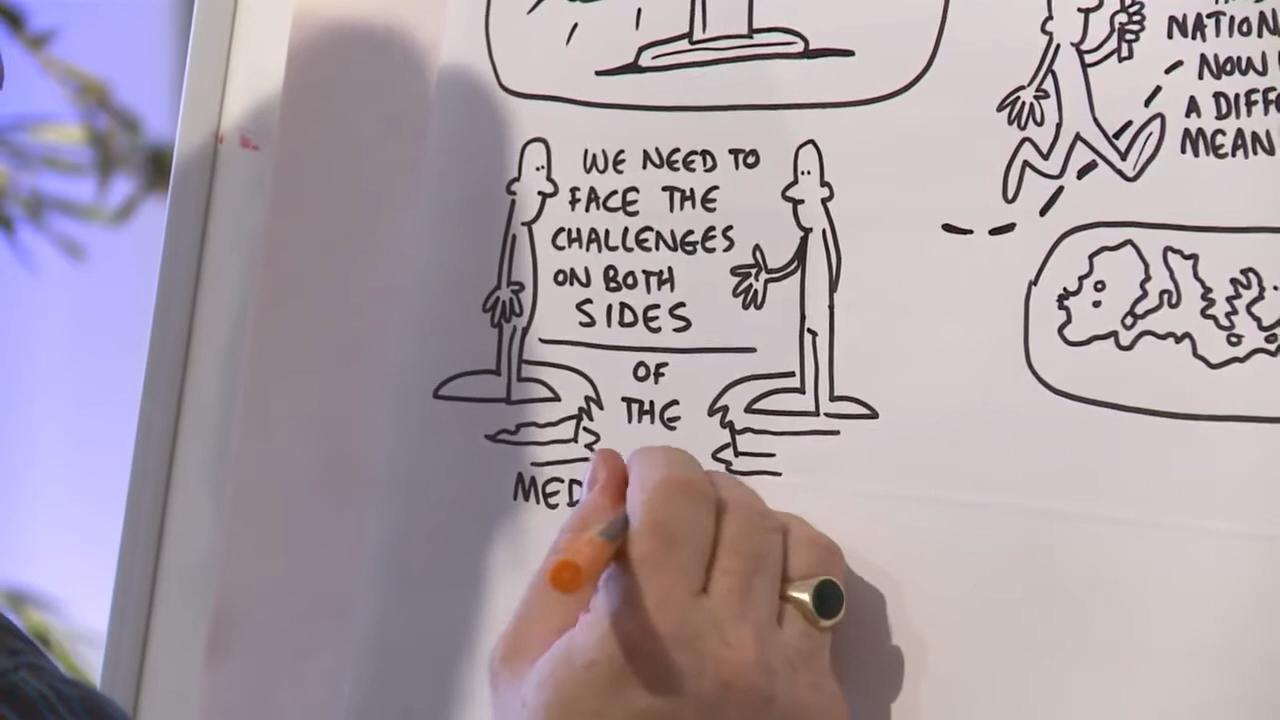 WE NEED TO
FACE THE
CHALLENGES
ON BOTH
SIDES
OF
THE
MED
NATION
NOW
A DIFF
MEAN